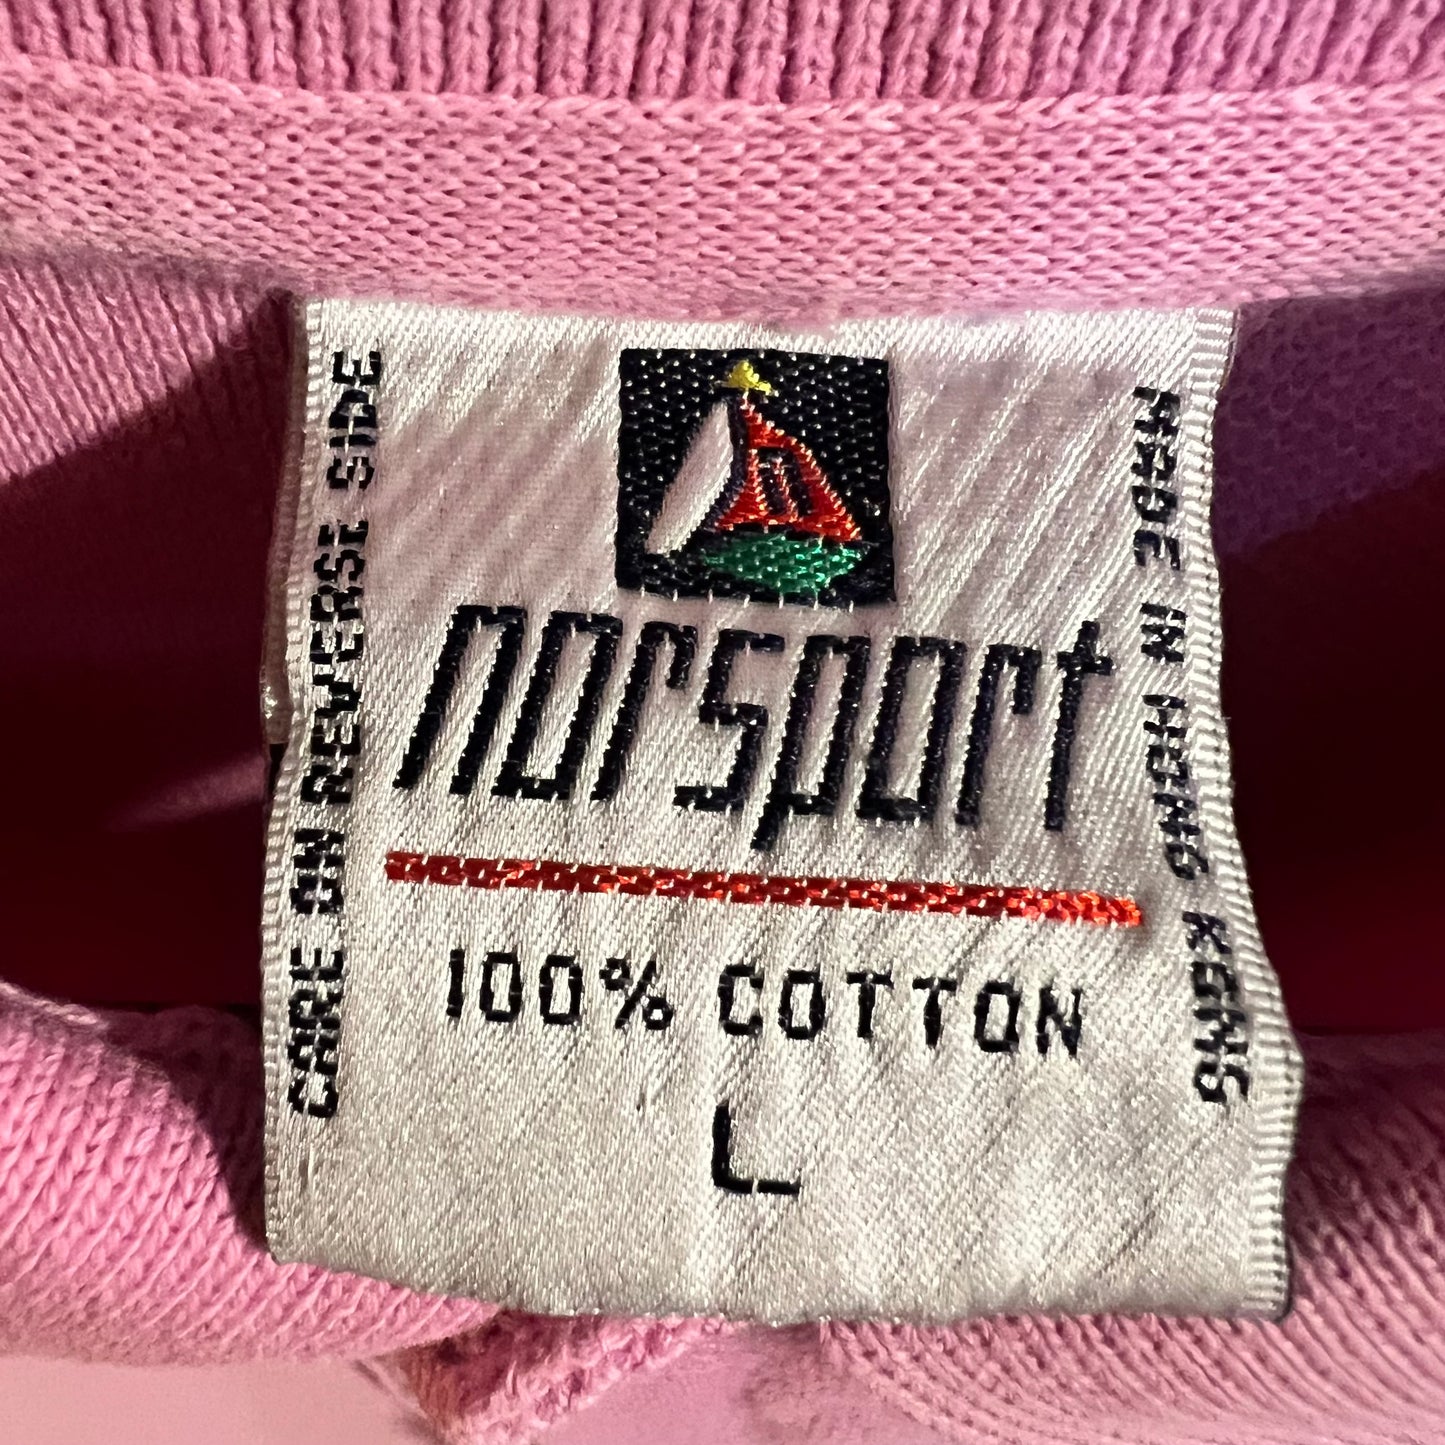 norsport
100% COTTON
L
CARE ON REVERSE SIDE
MADE IN HONG KONG